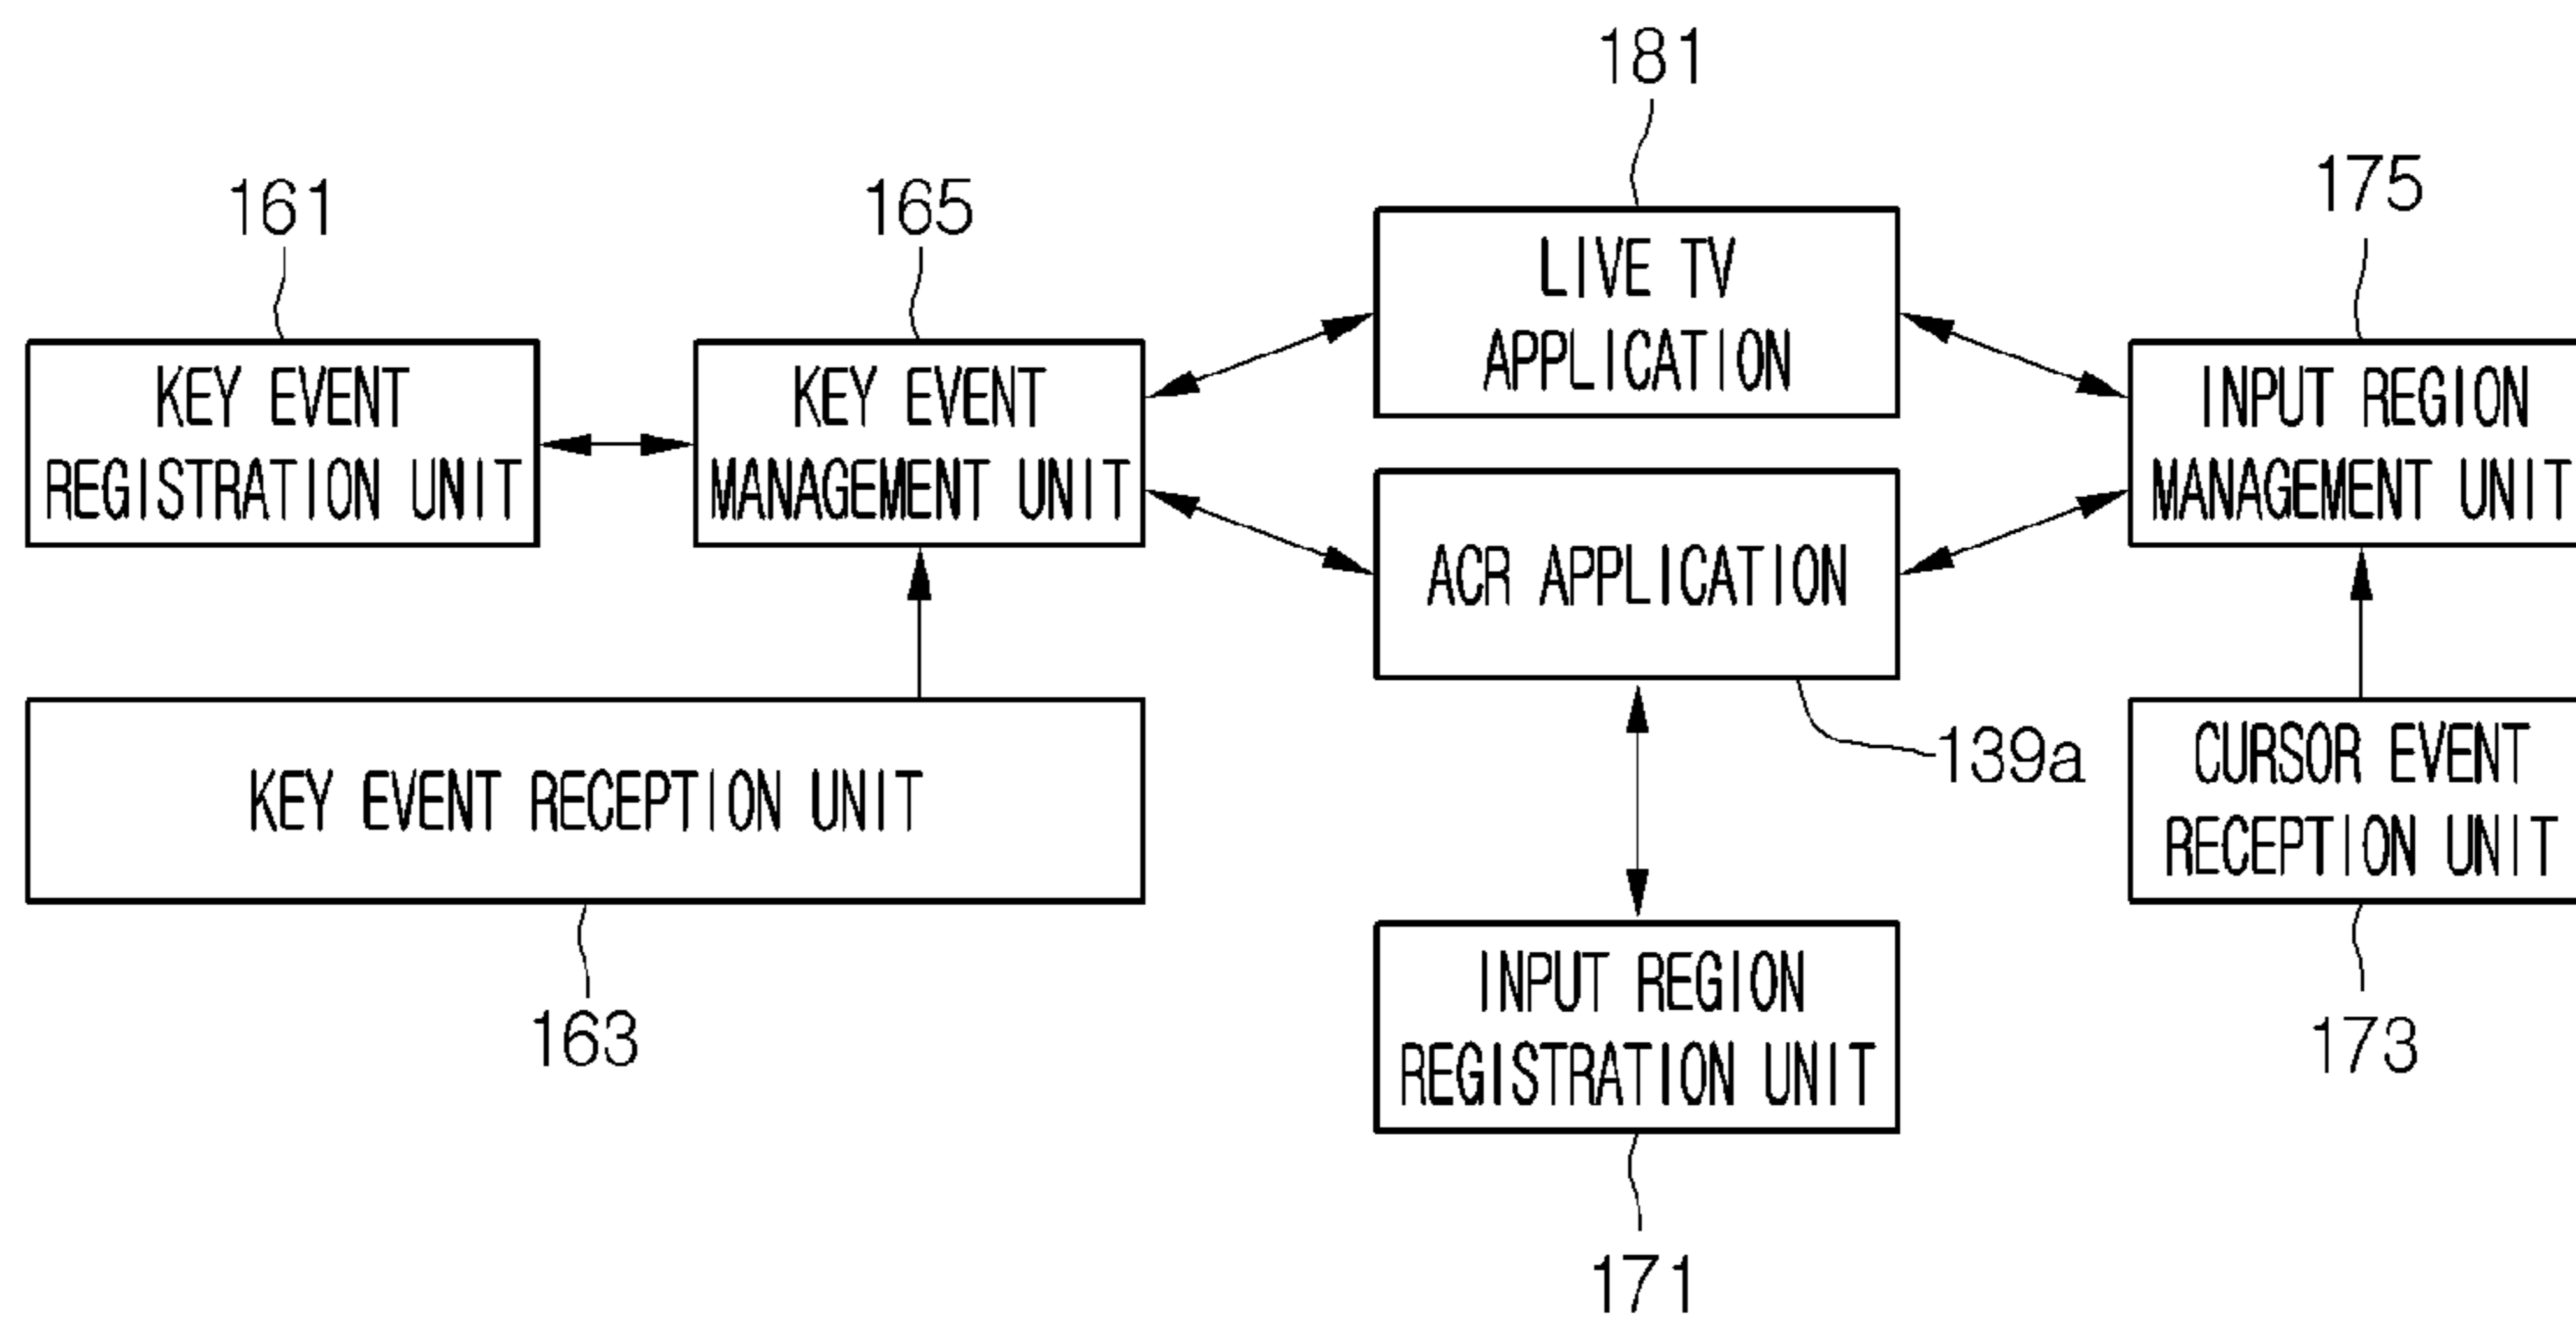 181
161
165
175
LIVE TV
APPLICATION
KEY EVENT
REGISTRATION UNIT
KEY EVENT
MANAGEMENT UNIT
INPUT REGION
MANAGEMENT UNIT
ACR APPLICATION
139a
KEY EVENT RECEPTION UNIT
CURSOR EVENT
RECEPTION UNIT
INPUT REGION
REGISTRATION UNIT
163
173
171